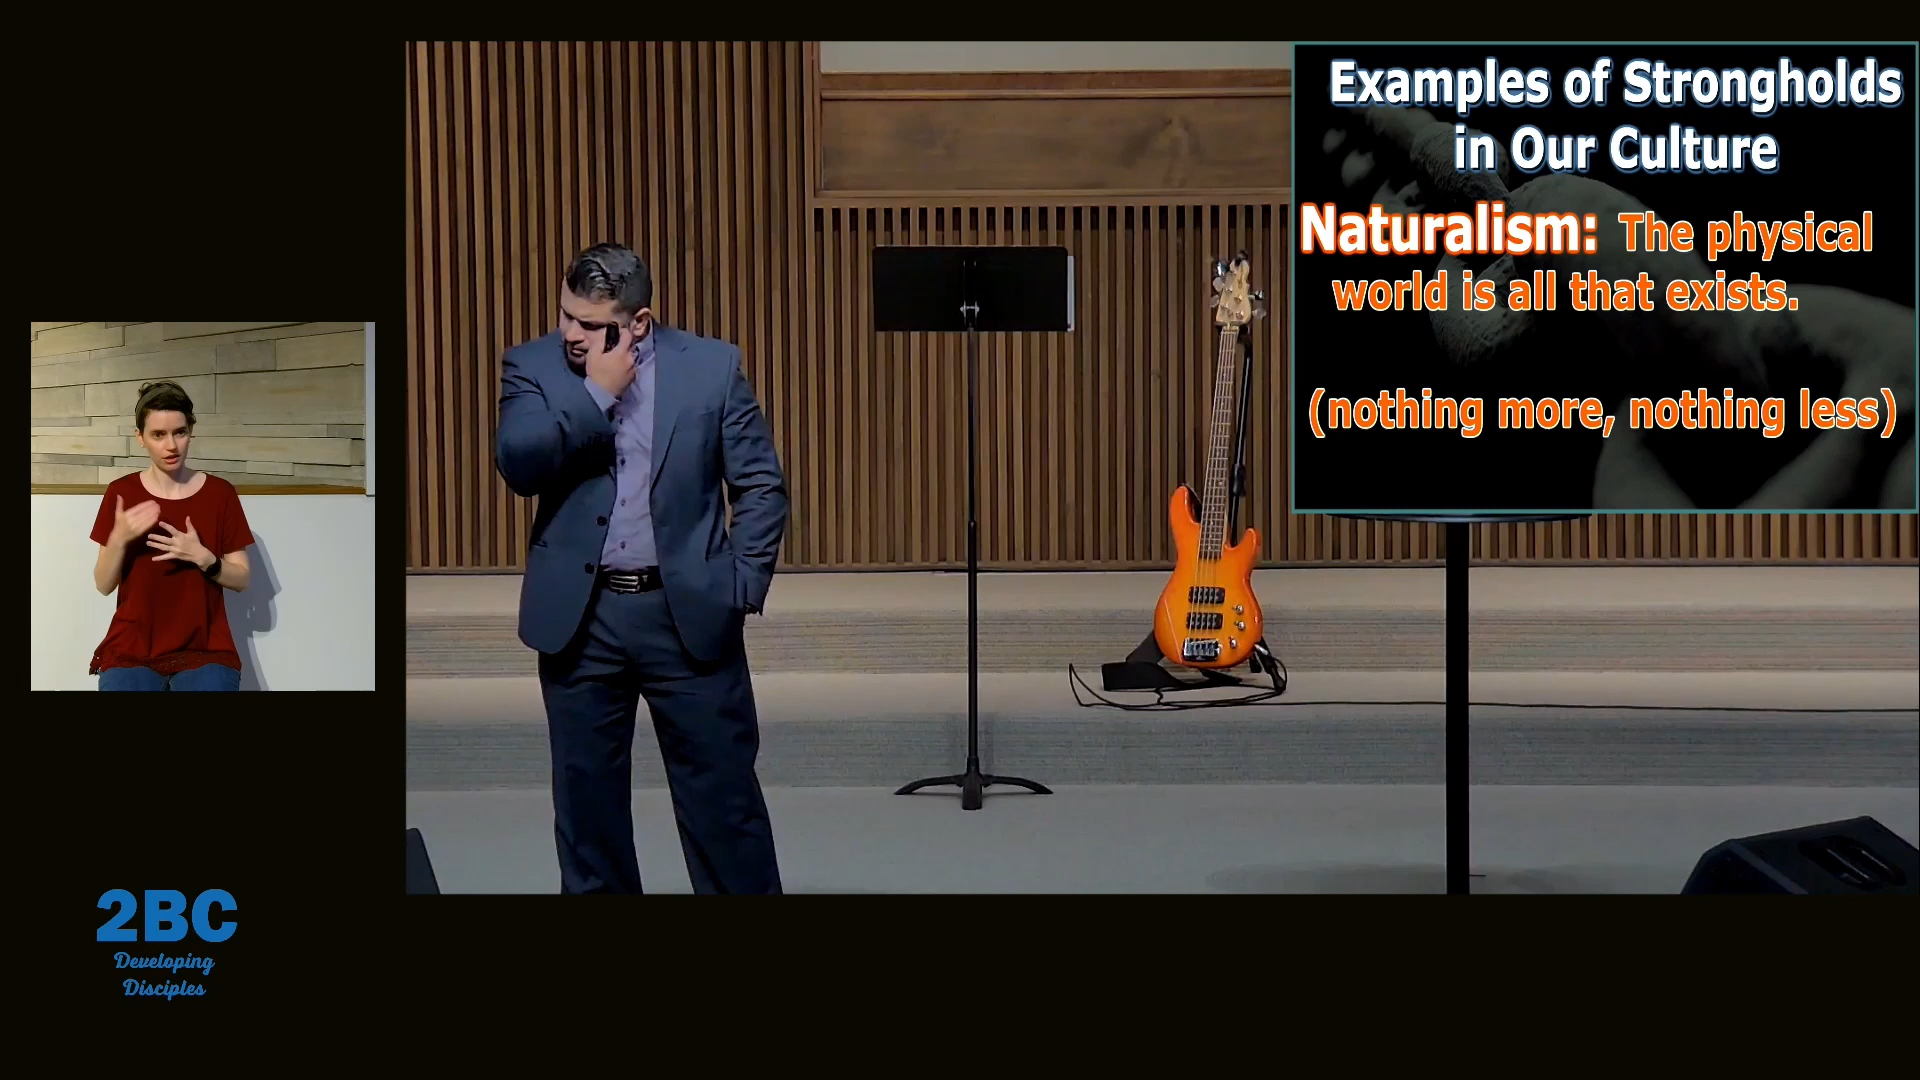 Examples of Strongholds
in Our Culture
Naturalism: The physical
world is all that exists.
(nothing more, nothing less)
2BC
Developing
Disciples